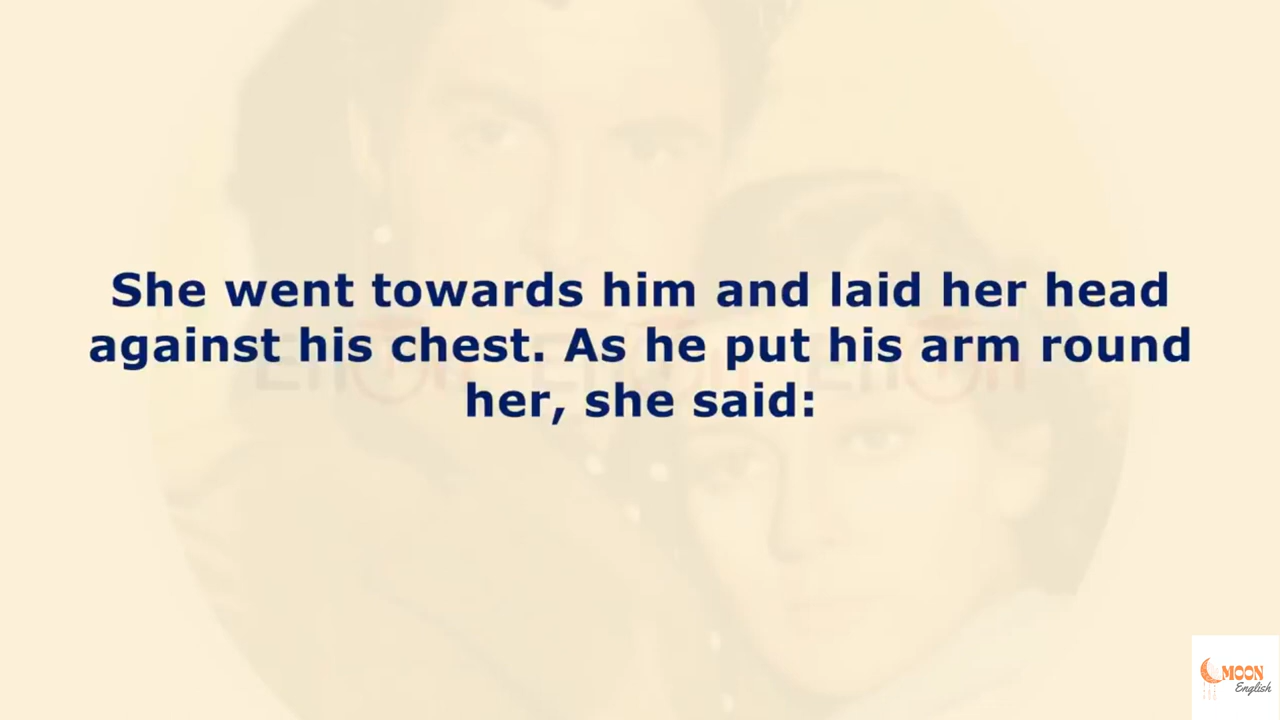 She went towards him and laid her head
against his chest. As he put his arm round
her, she said:
MOON
English